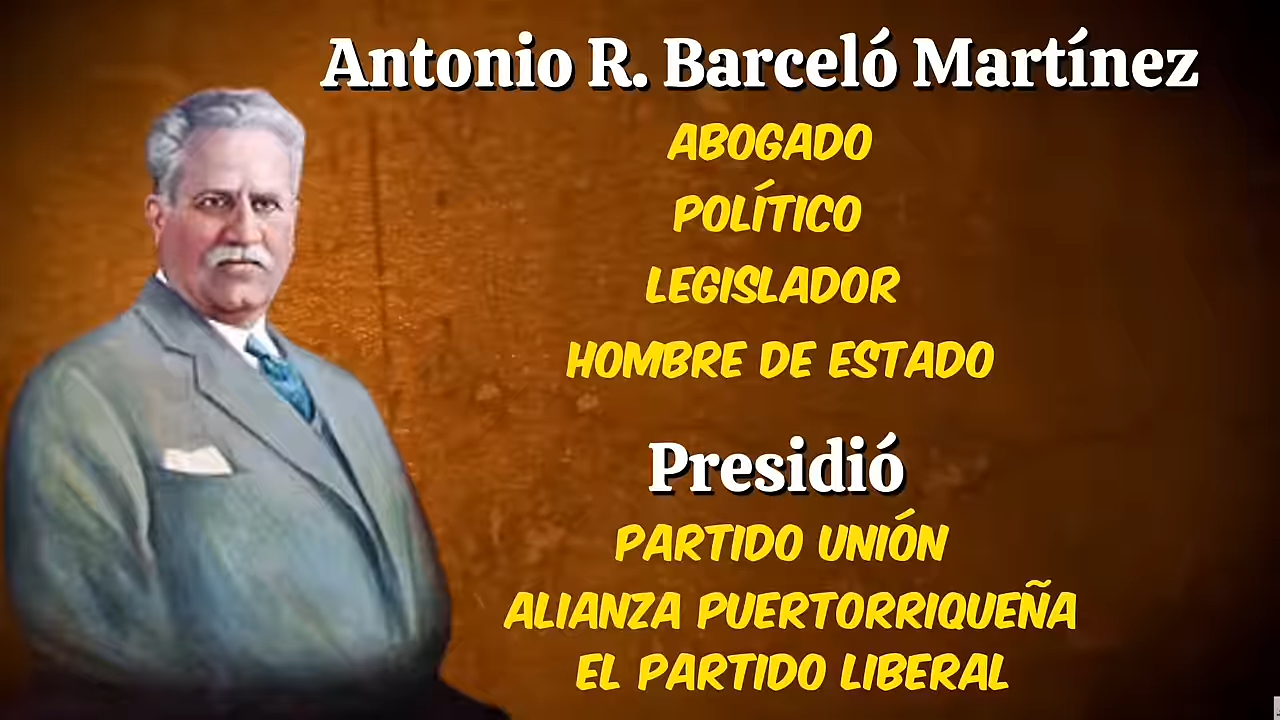 Antonio R. Barceló Martínez
ABOGADO
POLÍTICO
LEGISLADOR
HOMBRE DE ESTADO
Presidió
PARTIDO UNIÓN
ALIANZA PUERTORRIQUEÑA
EL PARTIDO LIBERAL